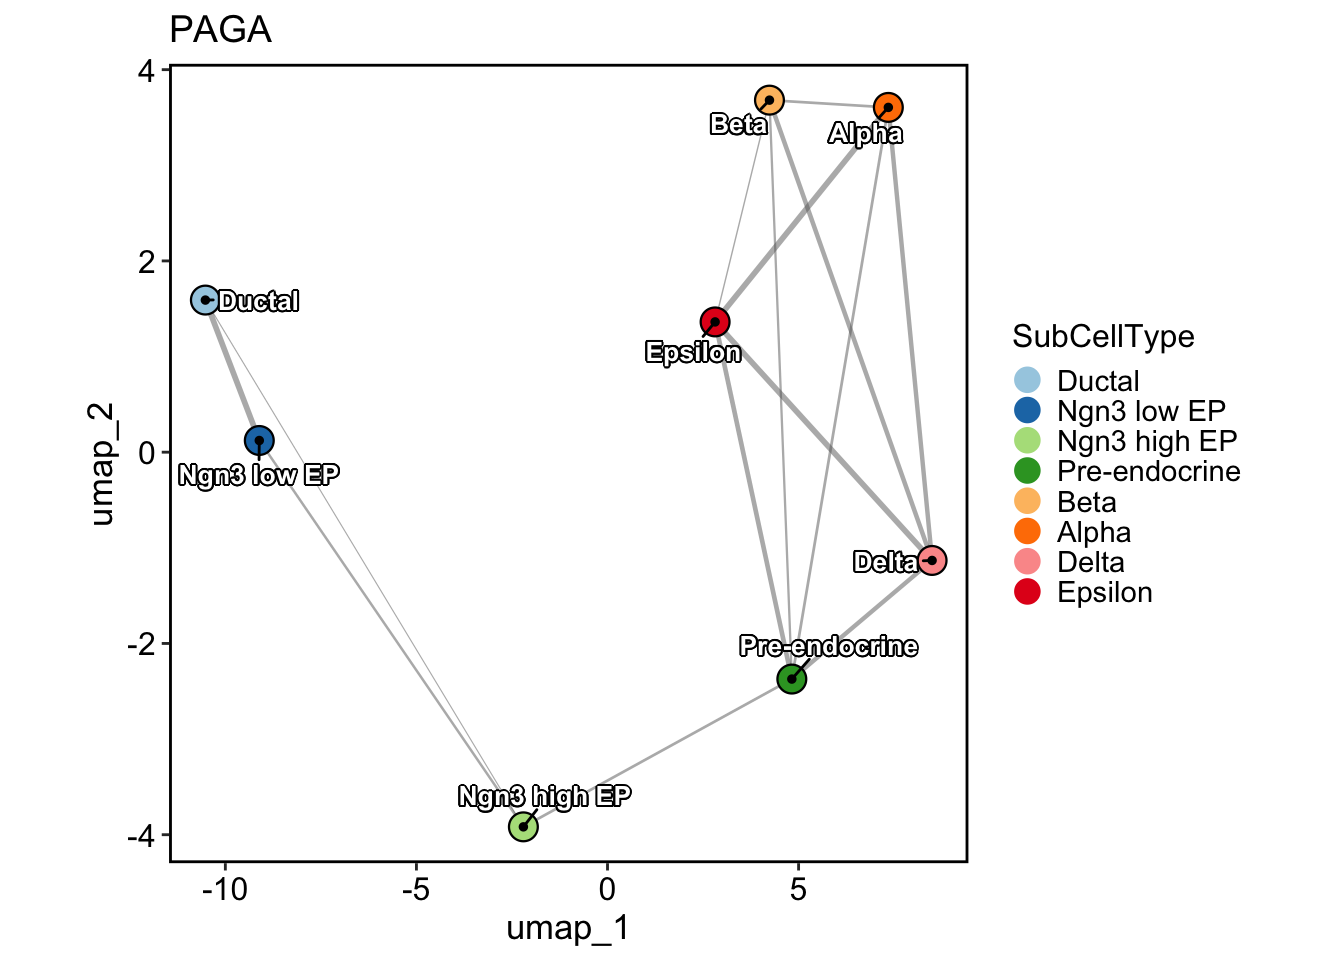 PAGA
4
2
0
-2
-4
umap_2
Beta
Alpha
Ductal
Epsilon
Ngn3 low EP
Delta
Pre-endocrine
Ngn3 high EP
-10
-5
0
5
umap_1
SubCellType
Ductal
Ngn3 low EP
Ngn3 high EP
Pre-endocrine
Beta
Alpha
Delta
Epsilon